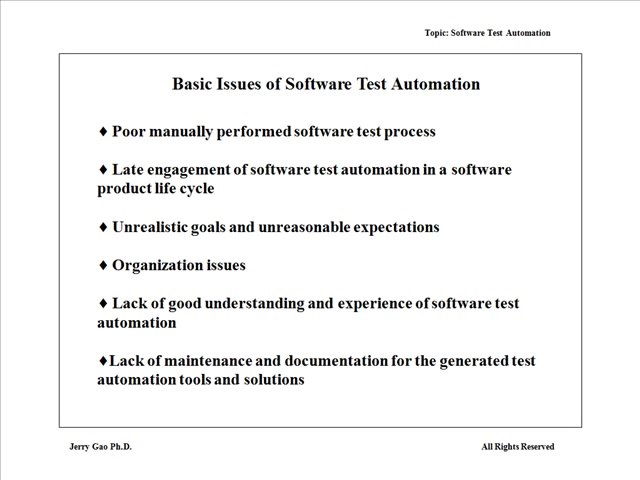 Topic: Software Test Automation
Basic Issues of Software Test Automation
♦ Poor manually performed software test process
♦ Late engagement of software test automation in a software
product life cycle
♦ Unrealistic goals and unreasonable expectations
♦ Organization issues
♦ Lack of good understanding and experience of software test
automation
♦Lack of maintenance and documentation for the generated test
automation tools and solutions
Jerry Gao Ph.D.
All Rights Reserved